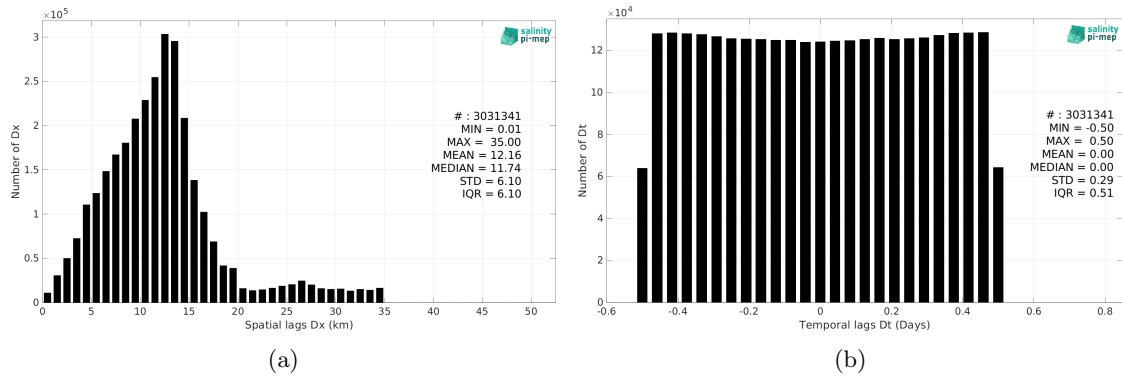 ×10^5
3
2.5
2
1.5
1
0.5
0
Number of Dx
0 5 10 15 20 25 30 35 40 45 50
Spatial lags Dx (km)
salinity
pi-mep
# : 3031341
MIN = 0.01
MAX = 35.00
MEAN = 12.16
MEDIAN = 11.74
STD = 6.10
IQR = 6.10
(a)
×10^4
12
10
8
6
4
2
0
Number of Dt
-0.6 -0.4 -0.2 0 0.2 0.4 0.6 0.8
Temporal lags Dt (Days)
salinity
pi-mep
# : 3031341
MIN = -0.50
MAX = 0.50
MEAN = 0.00
MEDIAN = 0.00
STD = 0.29
IQR = 0.51
(b)